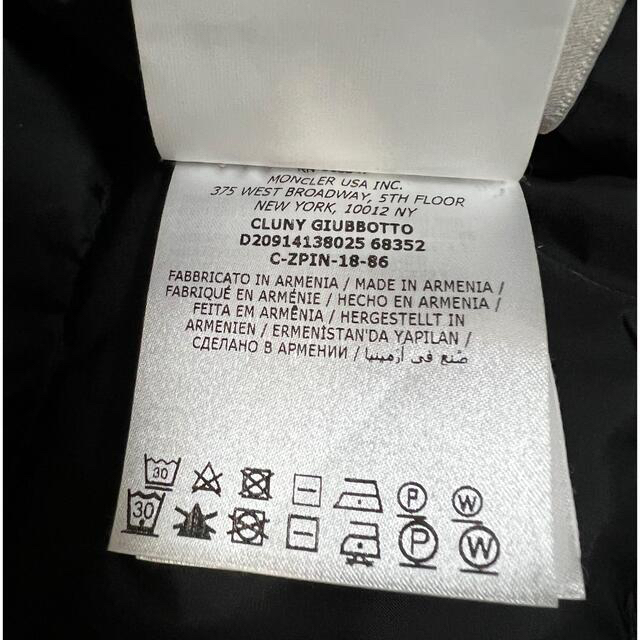 MONCLER USA INC.
375 WEST BROADWAY, 5TH FLOOR
NEW YORK, 10012 NY
CLUNY GIUBBOTTO
D20914138025 68352
C-ZPIN-18-86
FABBRICATO IN ARMENIA / MADE IN ARMENIA /
FABRIQUÉ EN ARMÉNIE / HECHO EN ARMENIA /
FEITA EM ARMÊNIA / HERGESTELLT IN
ARMENIEN / ERMENİSTAN'DA YAPILAN /
СДЕЛАНО В АРМЕНИИ / صُنع في أرمينيا
30 P W
30 P W